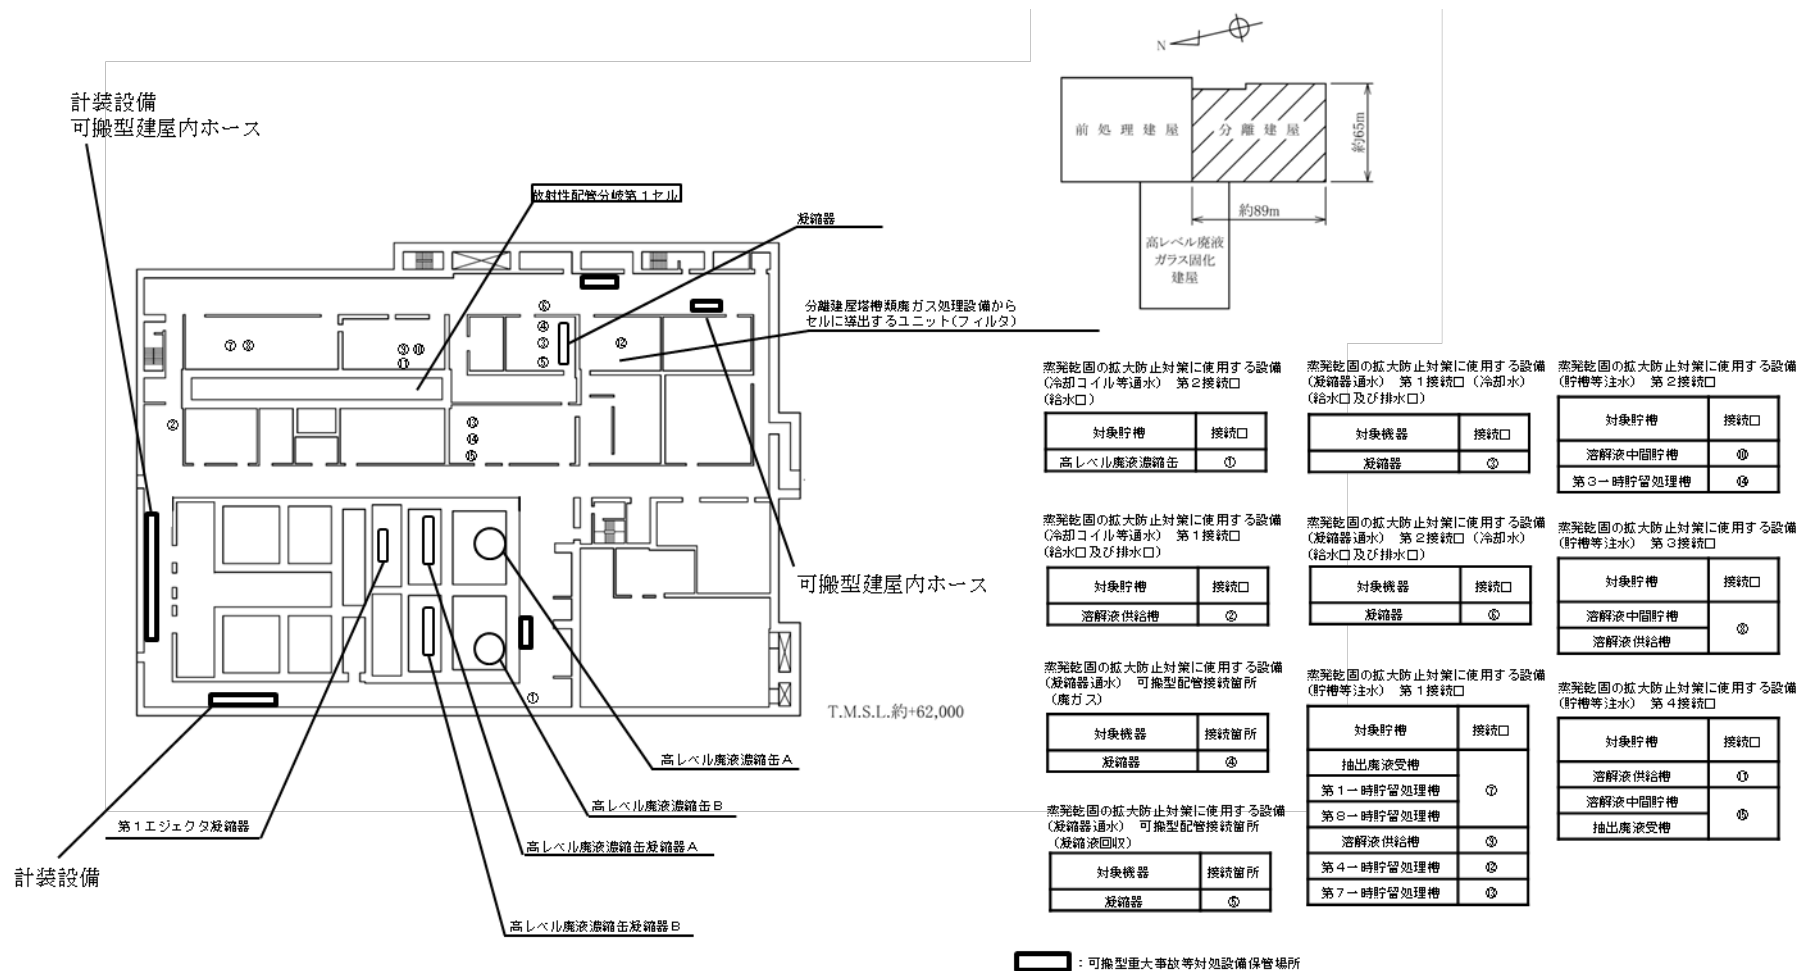 N
前処理建屋
分離建屋
約65m
約89m
高レベル廃液
ガラス固化
建屋
計装設備
可搬型建屋内ホース
放射性配管分岐第1セル
凝縮器
分離建屋塔槽類廃ガス処理設備から
セルに導出するユニット(フィルタ)
⑥
④
③
⑤
⑫
⑦ ⑧
⑨ ⑩
⑪
②
⑬
⑭
⑮
①
可搬型建屋内ホース
T.M.S.L.約+62,000
高レベル廃液濃縮缶A
高レベル廃液濃縮缶B
第1エジェクタ凝縮器
高レベル廃液濃縮缶凝縮器A
計装設備
高レベル廃液濃縮缶凝縮器B
蒸発乾固の拡大防止対策に使用する設備
(冷却コイル等通水) 第2接続口
(給水口)
対象貯槽 接続口
高レベル廃液濃縮缶 ①
蒸発乾固の拡大防止対策に使用する設備
(冷却コイル等通水) 第1接続口
(給水口及び排水口)
対象貯槽 接続口
溶解液供給槽 ②
蒸発乾固の拡大防止対策に使用する設備
(凝縮器通水) 可搬型配管接続箇所
(廃ガス)
対象機器 接続箇所
凝縮器 ④
蒸発乾固の拡大防止対策に使用する設備
(凝縮器通水) 可搬型配管接続箇所
(凝縮液回収)
対象機器 接続箇所
凝縮器 ⑤
蒸発乾固の拡大防止対策に使用する設備
(凝縮器通水) 第1接続口 (冷却水)
(給水口及び排水口)
対象機器 接続口
凝縮器 ③
蒸発乾固の拡大防止対策に使用する設備
(凝縮器通水) 第2接続口 (冷却水)
(給水口及び排水口)
対象機器 接続口
凝縮器 ⑥
蒸発乾固の拡大防止対策に使用する設備
(貯槽等注水) 第1接続口
対象貯槽 接続口
抽出廃液受槽
第1一時貯留処理槽 ⑦
第8一時貯留処理槽
溶解液供給槽 ⑨
第4一時貯留処理槽 ⑫
第7一時貯留処理槽 ⑬
蒸発乾固の拡大防止対策に使用する設備
(貯槽等注水) 第2接続口
対象貯槽 接続口
溶解液中間貯槽 ⑩
第3一時貯留処理槽 ⑭
蒸発乾固の拡大防止対策に使用する設備
(貯槽等注水) 第3接続口
対象貯槽 接続口
溶解液中間貯槽 ⑧
溶解液供給槽
蒸発乾固の拡大防止対策に使用する設備
(貯槽等注水) 第4接続口
対象貯槽 接続口
溶解液供給槽 ⑪
溶解液中間貯槽 ⑮
抽出廃液受槽
:可搬型重大事故等対処設備保管場所